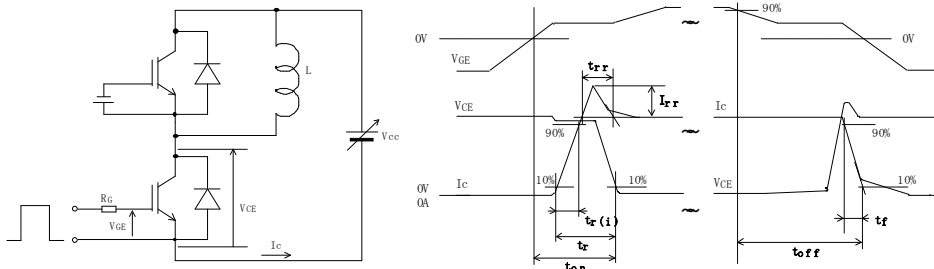 L
Vcc
RG
VGE
VCE
Ic
0V
VGE
VCE
90%
10%
10%
0V
0A
Ic
trr
Irr
tr(i)
tr
ton
90%
0V
Ic
90%
VCE
10%
tf
toff